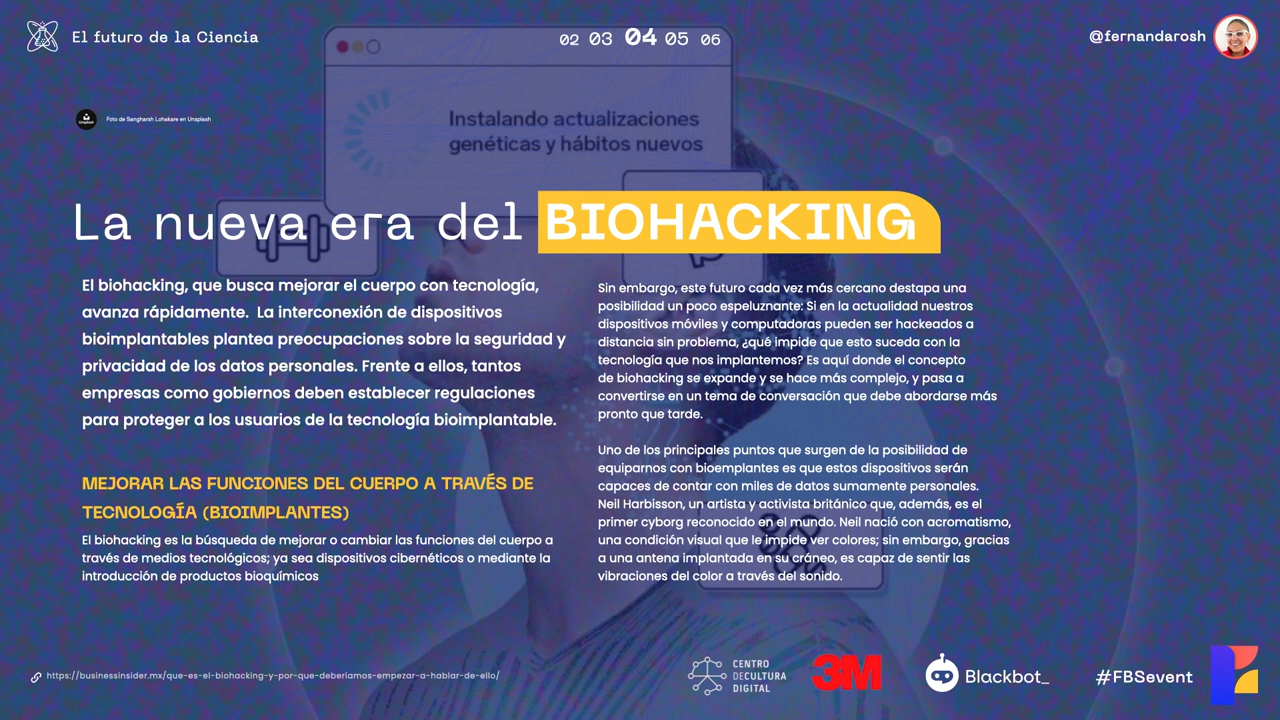 El futuro de la Ciencia
02 03 04 05 06
@fernandarosh
Unsplash
Foto de Sangharsh Lohakare en Unsplash
Instalando actualizaciones
genéticas y hábitos nuevos
La nueva era del BIOHACKING
El biohacking, que busca mejorar el cuerpo con tecnología,
avanza rápidamente.  La interconexión de dispositivos
bioimplantables plantea preocupaciones sobre la seguridad y
privacidad de los datos personales. Frente a ellos, tantos
empresas como gobiernos deben establecer regulaciones
para proteger a los usuarios de la tecnología bioimplantable.
MEJORAR LAS FUNCIONES DEL CUERPO A TRAVÉS DE
TECNOLOGÍA (BIOIMPLANTES)
El biohacking es la búsqueda de mejorar o cambiar las funciones del cuerpo a
través de medios tecnológicos; ya sea dispositivos cibernéticos o mediante la
introducción de productos bioquímicos
Sin embargo, este futuro cada vez más cercano destapa una
posibilidad un poco espeluznante: Si en la actualidad nuestros
dispositivos móviles y computadoras pueden ser hackeados a
distancia sin problema, ¿qué impide que esto suceda con la
tecnología que nos implantemos? Es aquí donde el concepto
de biohacking se expande y se hace más complejo, y pasa a
convertirse en un tema de conversación que debe abordarse más
pronto que tarde.
Uno de los principales puntos que surgen de la posibilidad de
equiparnos con bioemplantes es que estos dispositivos serán
capaces de contar con miles de datos sumamente personales.
Neil Harbisson, un artista y activista británico que, además, es el
primer cyborg reconocido en el mundo. Neil nació con acromatismo,
una condición visual que le impide ver colores; sin embargo, gracias
a una antena implantada en su cráneo, es capaz de sentir las
vibraciones del color a través del sonido.
https://businessinsider.mx/que-es-el-biohacking-y-por-que-deberiamos-empezar-a-hablar-de-ello/
CENTRO
DECULTURA
DIGITAL
3M
Blackbot_
#FBSevent